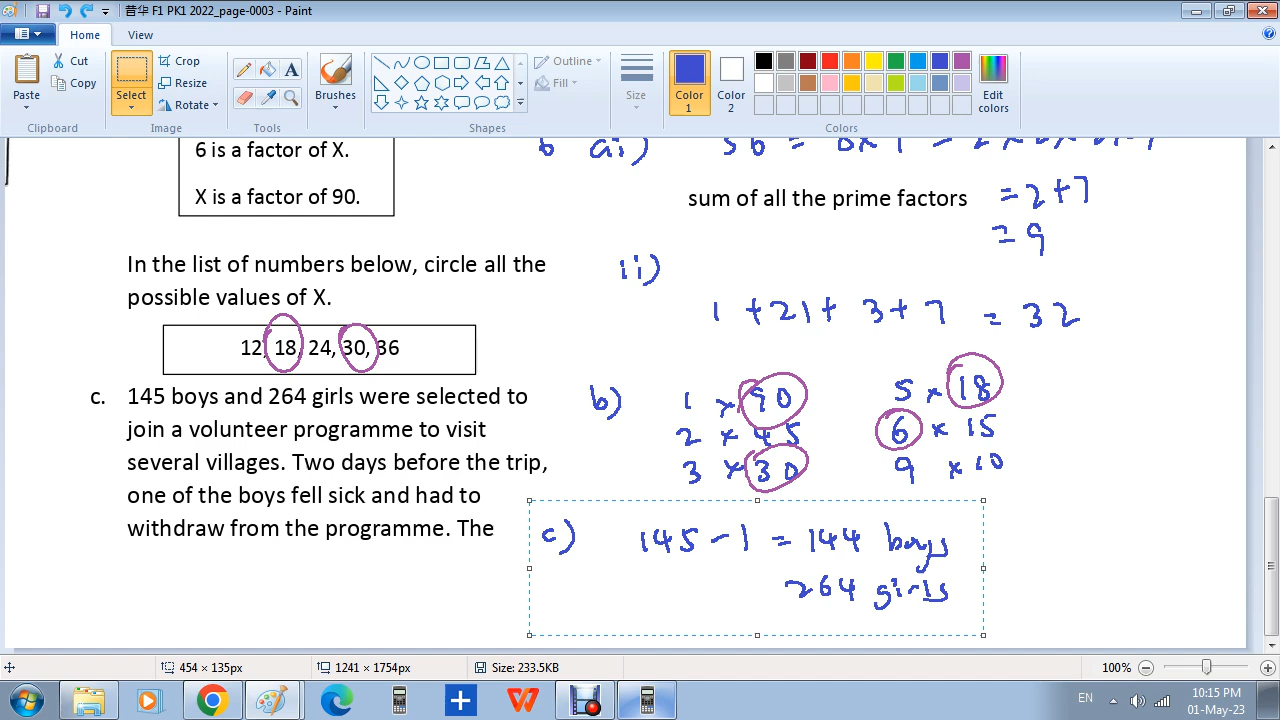 昔华 F1 PK1 2022_page-0003 - Paint
Home View
Paste
Cut
Copy
Clipboard
Select
Crop
Resize
Rotate
Image
Tools
Brushes
Shapes
Outline
Fill
Size
Color 1
Color 2
Edit colors
Colors
6 is a factor of X.
X is a factor of 90.
In the list of numbers below, circle all the
possible values of X.
12, 18, 24, 30, 36
c. 145 boys and 264 girls were selected to
join a volunteer programme to visit
several villages. Two days before the trip,
one of the boys fell sick and had to
withdraw from the programme. The
6 ai)
sum of all the prime factors = 2 + 7
= 9
ii)
1 + 21 + 3 + 7 = 32
b) 1 × 90 5 × 18
2 × 45 6 × 15
3 × 30 9 × 10
c) 145 - 1 = 144 boys
264 girls
454 × 135px
1241 × 1754px
Size: 233.5KB
100%
EN
10:15 PM
01-May-23